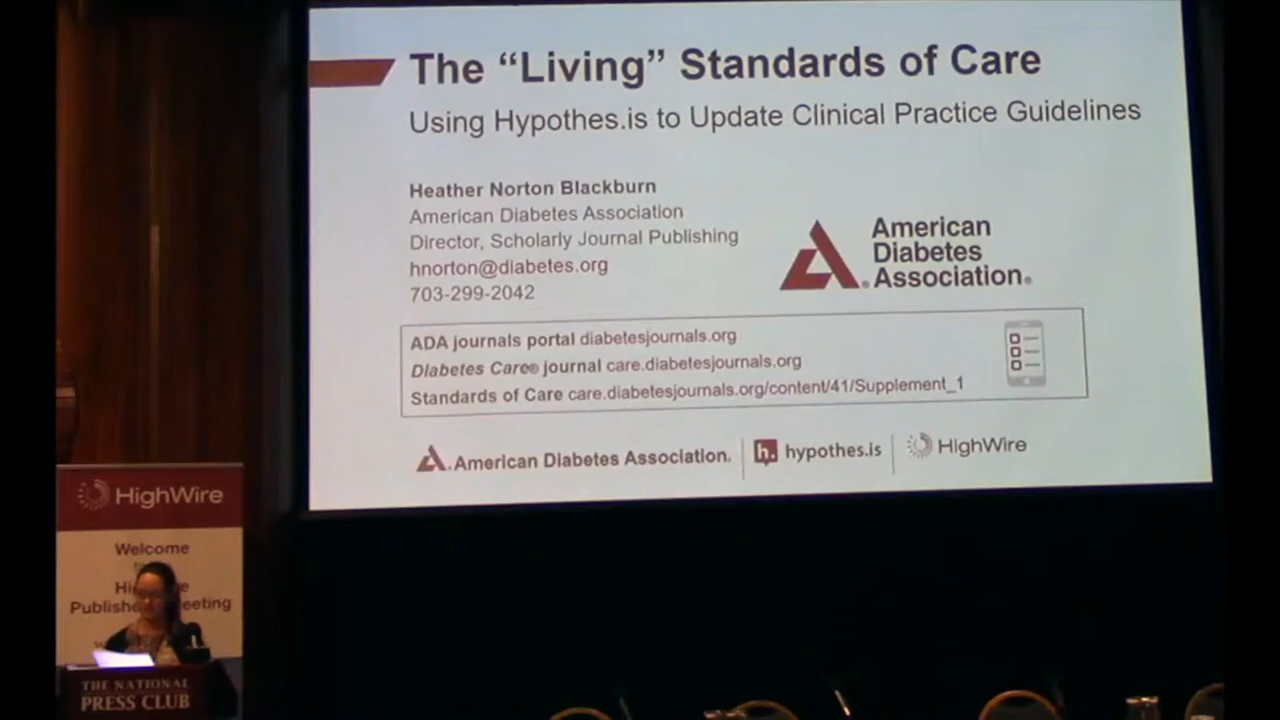 The “Living” Standards of Care
Using Hypothes.is to Update Clinical Practice Guidelines
Heather Norton Blackburn
American Diabetes Association
Director, Scholarly Journal Publishing
hnorton@diabetes.org
703-299-2042
American
Diabetes
Association®
ADA journals portal diabetesjournals.org
Diabetes Care® journal care.diabetesjournals.org
Standards of Care care.diabetesjournals.org/content/41/Supplement_1
American Diabetes Association.
h. hypothes.is
HighWire
HighWire
Welcome
THE NATIONAL
PRESS CLUB